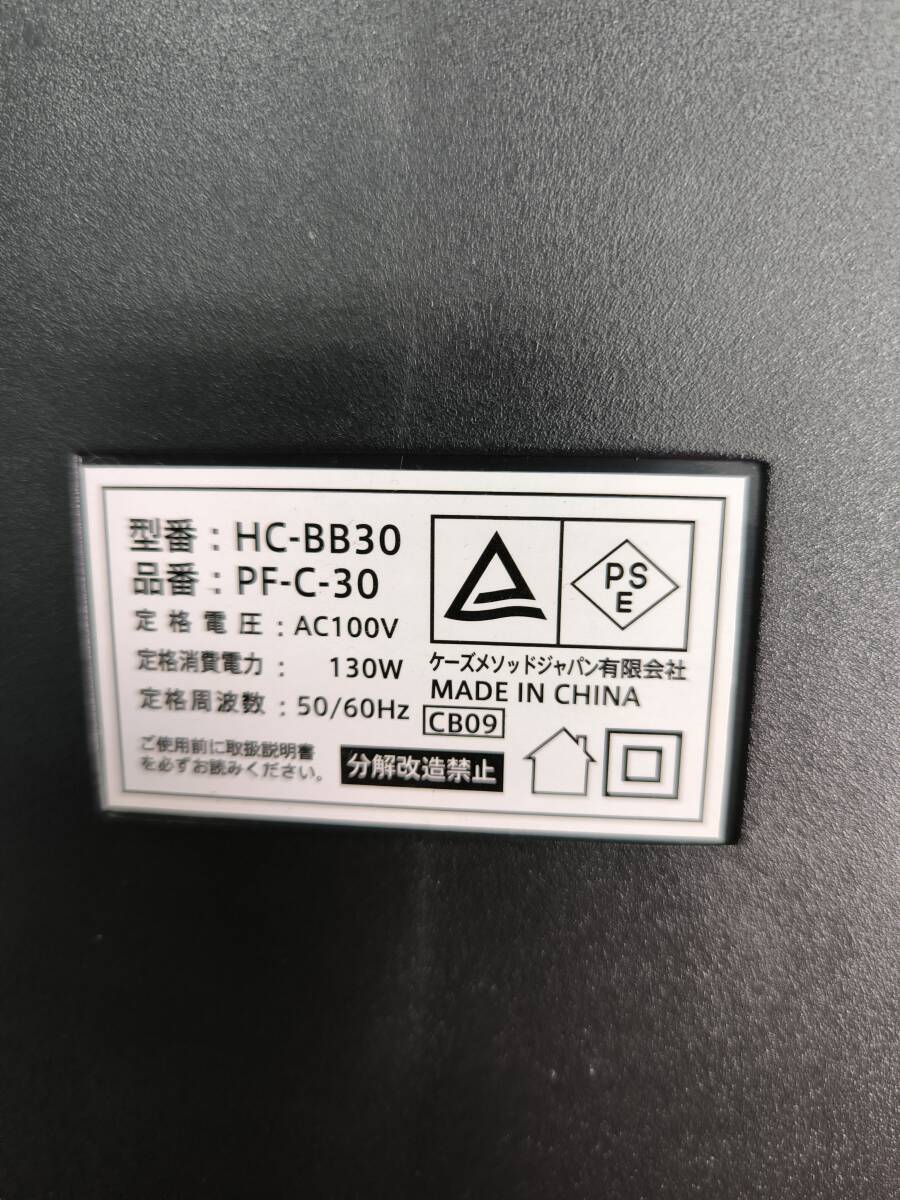 型番：HC-BB30
品番：PF-C-30
定格電圧：AC100V
定格消費電力：130W
定格周波数：50/60Hz
ご使用前に取扱説明書
を必ずお読みください。
分解改造禁止
PS
E
ケーズメソッドジャパン有限会社
MADE IN CHINA
CB09